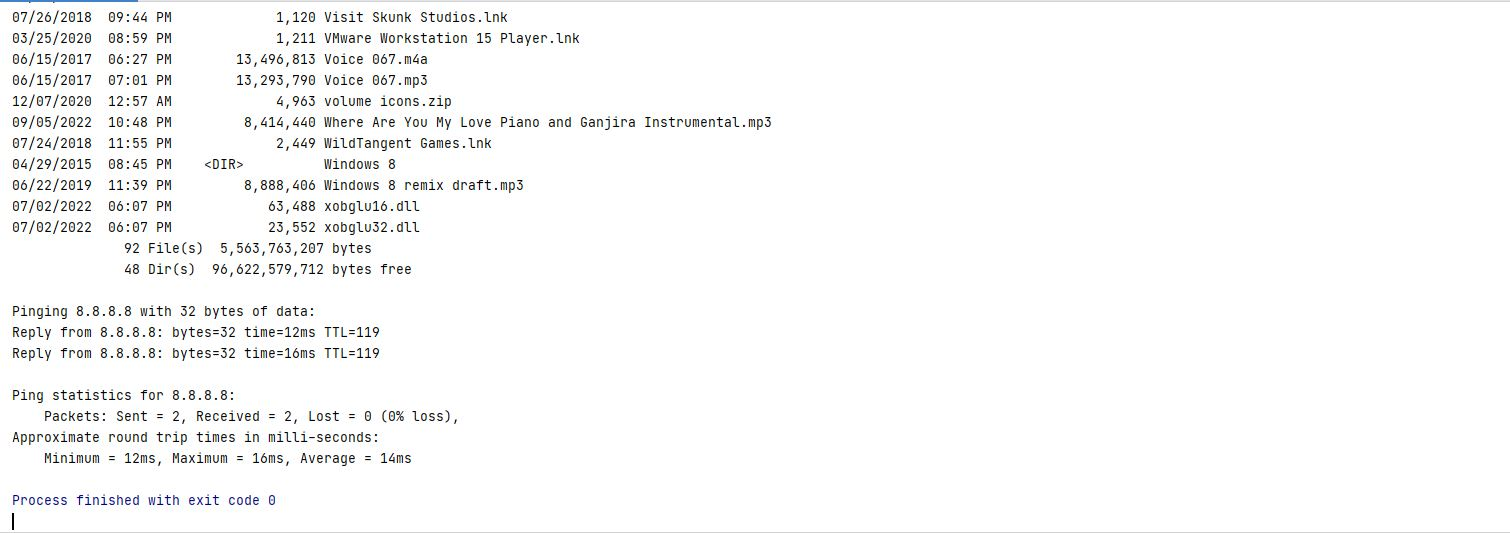 07/26/2018  09:44 PM             1,120 Visit Skunk Studios.lnk
03/25/2020  08:59 PM             1,211 VMware Workstation 15 Player.lnk
06/15/2017  06:27 PM        13,496,813 Voice 067.m4a
06/15/2017  07:01 PM        13,293,790 Voice 067.mp3
12/07/2020  12:57 AM             4,963 volume icons.zip
09/05/2022  10:48 PM         8,414,440 Where Are You My Love Piano and Ganjira Instrumental.mp3
07/24/2018  11:55 PM             2,449 WildTangent Games.lnk
04/29/2015  08:45 PM    <DIR>          Windows 8
06/22/2019  11:39 PM         8,888,406 Windows 8 remix draft.mp3
07/02/2022  06:07 PM            63,488 xobglu16.dll
07/02/2022  06:07 PM            23,552 xobglu32.dll
              92 File(s)  5,563,763,207 bytes
              48 Dir(s)  96,622,579,712 bytes free

Pinging 8.8.8.8 with 32 bytes of data:
Reply from 8.8.8.8: bytes=32 time=12ms TTL=119
Reply from 8.8.8.8: bytes=32 time=16ms TTL=119

Ping statistics for 8.8.8.8:
    Packets: Sent = 2, Received = 2, Lost = 0 (0% loss),
Approximate round trip times in milli-seconds:
    Minimum = 12ms, Maximum = 16ms, Average = 14ms

Process finished with exit code 0